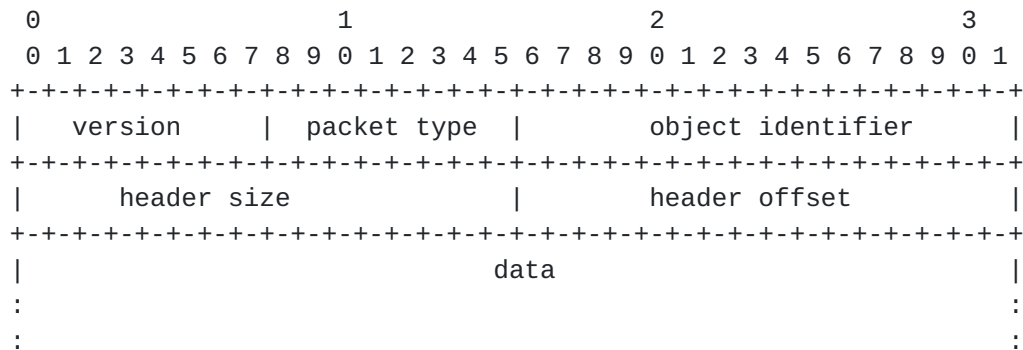 0                   1                   2                   3
0 1 2 3 4 5 6 7 8 9 0 1 2 3 4 5 6 7 8 9 0 1 2 3 4 5 6 7 8 9 0 1
+-+-+-+-+-+-+-+-+-+-+-+-+-+-+-+-+-+-+-+-+-+-+-+-+-+-+-+-+-+-+-+-+
|   version     |  packet type  |        object identifier      |
+-+-+-+-+-+-+-+-+-+-+-+-+-+-+-+-+-+-+-+-+-+-+-+-+-+-+-+-+-+-+-+-+
|      header size              |        header offset          |
+-+-+-+-+-+-+-+-+-+-+-+-+-+-+-+-+-+-+-+-+-+-+-+-+-+-+-+-+-+-+-+-+
|                              data                             |
:                                                               :
:                                                               :